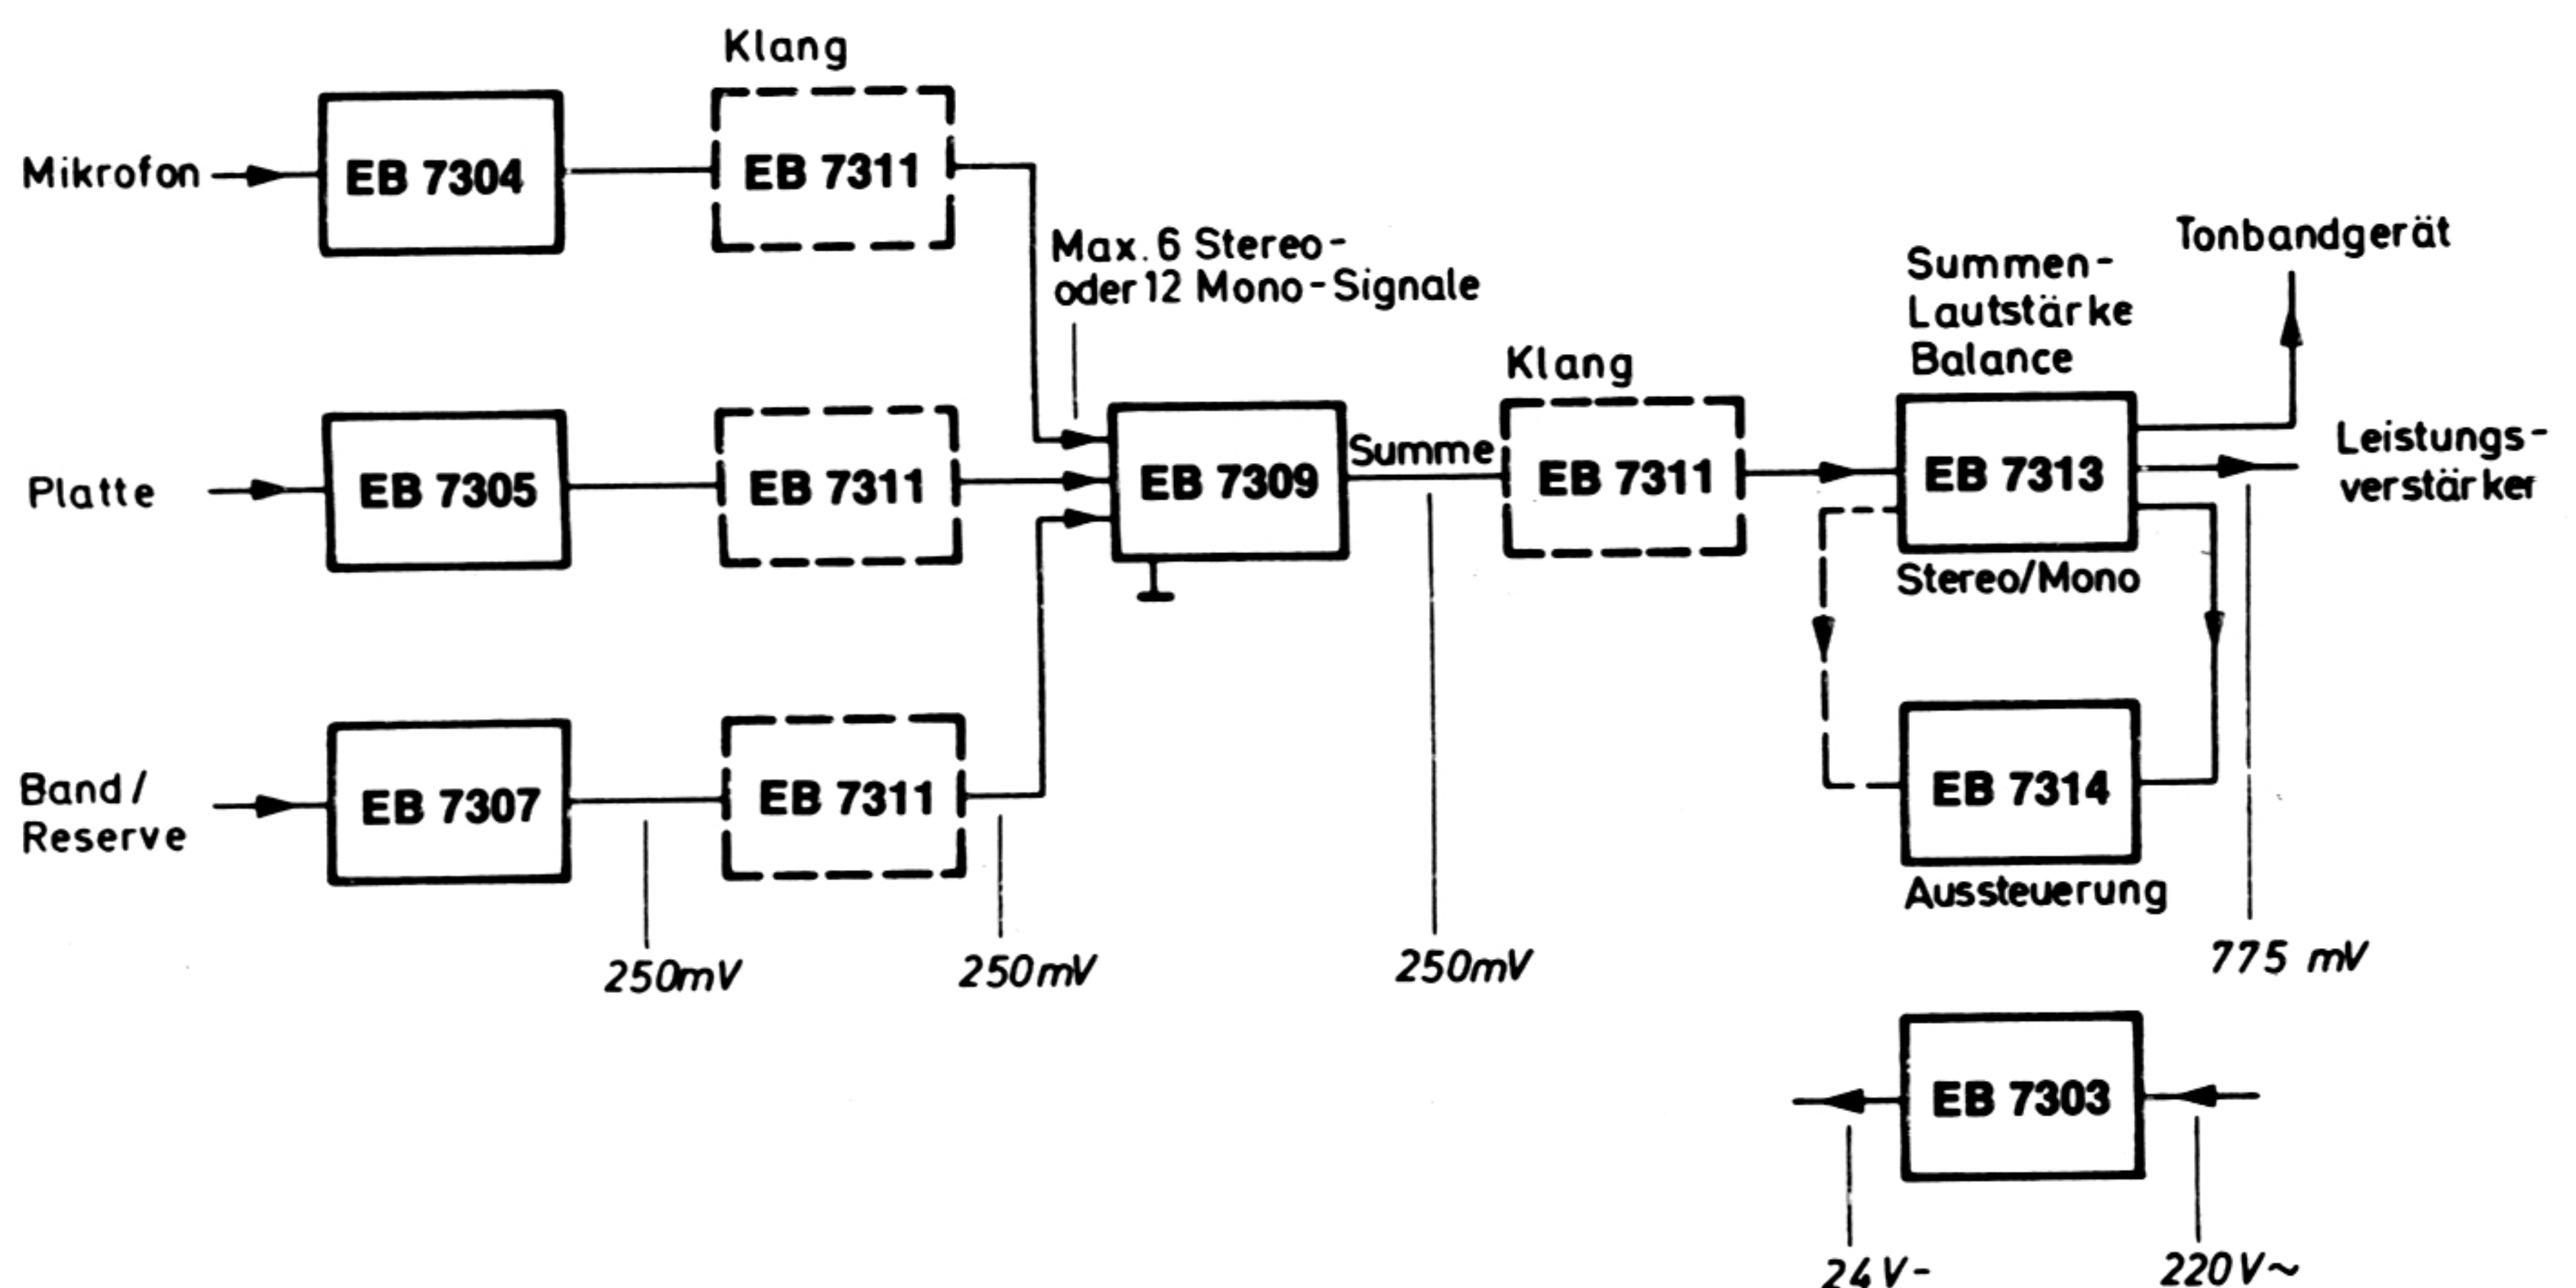 Klang
Mikrofon
EB 7304
EB 7311
Max. 6 Stereo-
oder 12 Mono-Signale
Platte
EB 7305
EB 7311
EB 7309
Summe
Klang
EB 7311
Summen-
Lautstärke
Balance
EB 7313
Stereo/Mono
Tonbandgerät
Leistungs-
verstärker
Band/
Reserve
EB 7307
EB 7311
EB 7314
Aussteuerung
250mV
250mV
250mV
775 mV
EB 7303
24V-
220V~